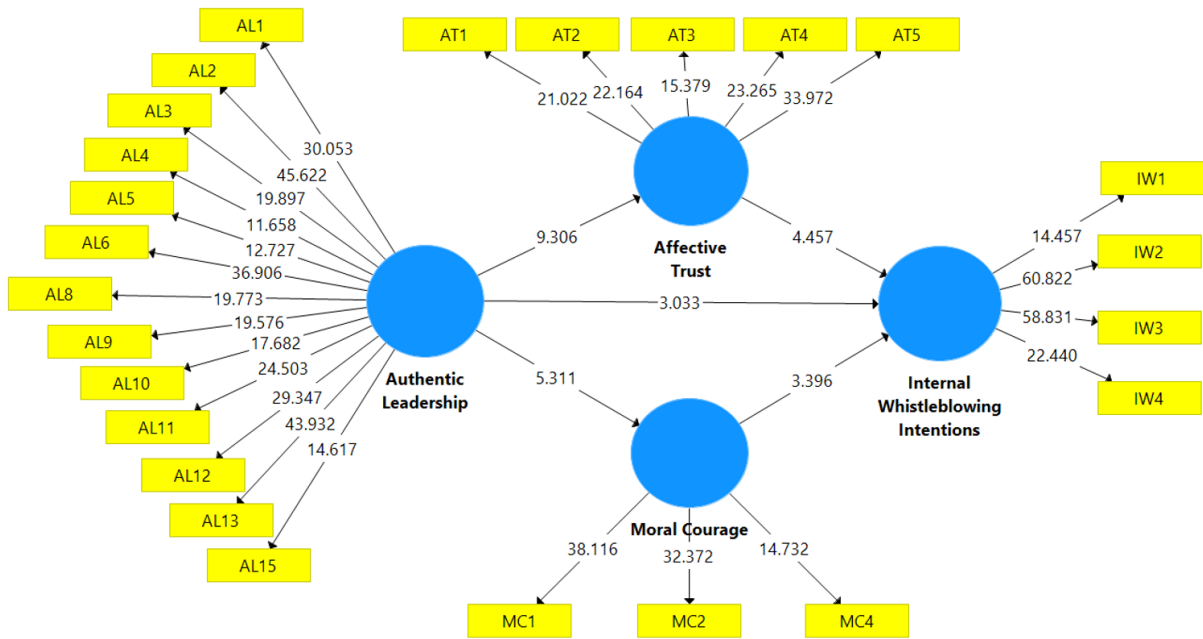 AL1
AL2
AL3
AL4
AL5
AL6
AL8
AL9
AL10
AL11
AL12
AL13
AL15
30.053
45.622
19.897
11.658
12.727
36.906
19.773
19.576
17.682
24.503
29.347
43.932
14.617
Authentic
Leadership
9.306
3.033
5.311
AT1
AT2
AT3
AT4
AT5
21.022
22.164
15.379
23.265
33.972
Affective
Trust
4.457
3.396
Moral Courage
38.116
32.372
14.732
MC1
MC2
MC4
Internal
Whistleblowing
Intentions
14.457
60.822
58.831
22.440
IW1
IW2
IW3
IW4